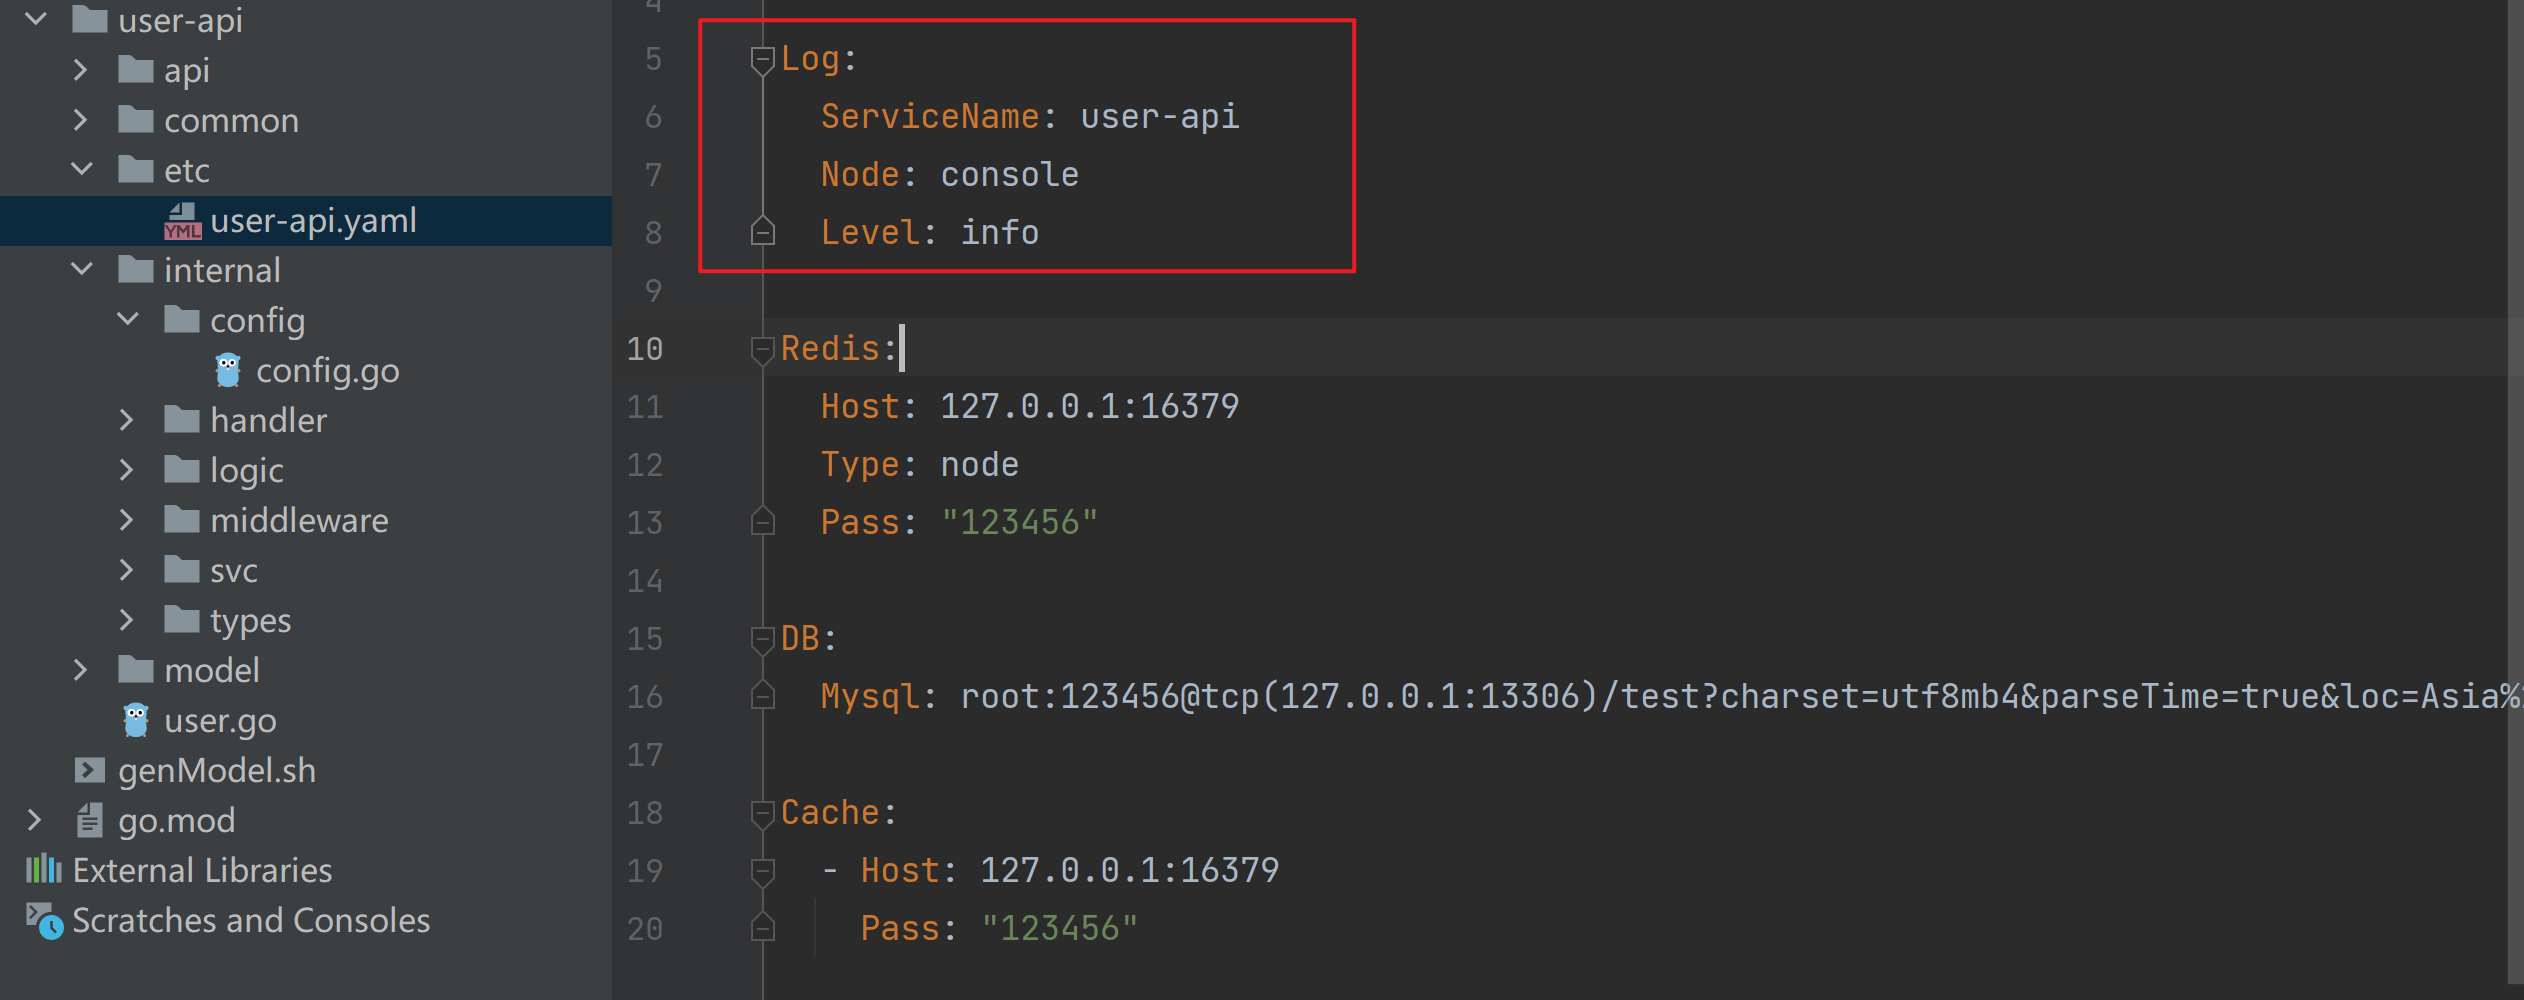 user-api
api
common
etc
YML user-api.yaml
internal
config
config.go
handler
logic
middleware
svc
types
model
user.go
genModel.sh
go.mod
External Libraries
Scratches and Consoles
4
5 Log:
6 ServiceName: user-api
7 Node: console
8 Level: info
9
10 Redis:
11 Host: 127.0.0.1:16379
12 Type: node
13 Pass: "123456"
14
15 DB:
16 Mysql: root:123456@tcp(127.0.0.1:13306)/test?charset=utf8mb4&parseTime=true&loc=Asia%
17
18 Cache:
19 - Host: 127.0.0.1:16379
20 Pass: "123456"